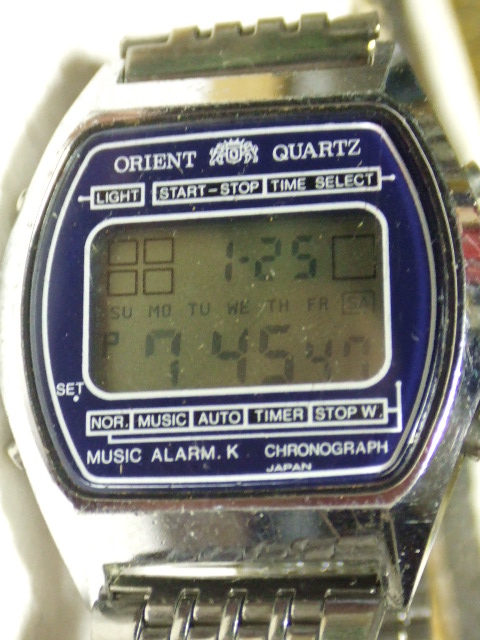 ORIENT QUARTZ
LIGHT START-STOP TIME SELECT
1-25
SU MO TU WE TH FR SA
P 7 45 47
SET
NOR. MUSIC AUTO TIMER STOP W.
MUSIC ALARM. K CHRONOGRAPH
JAPAN